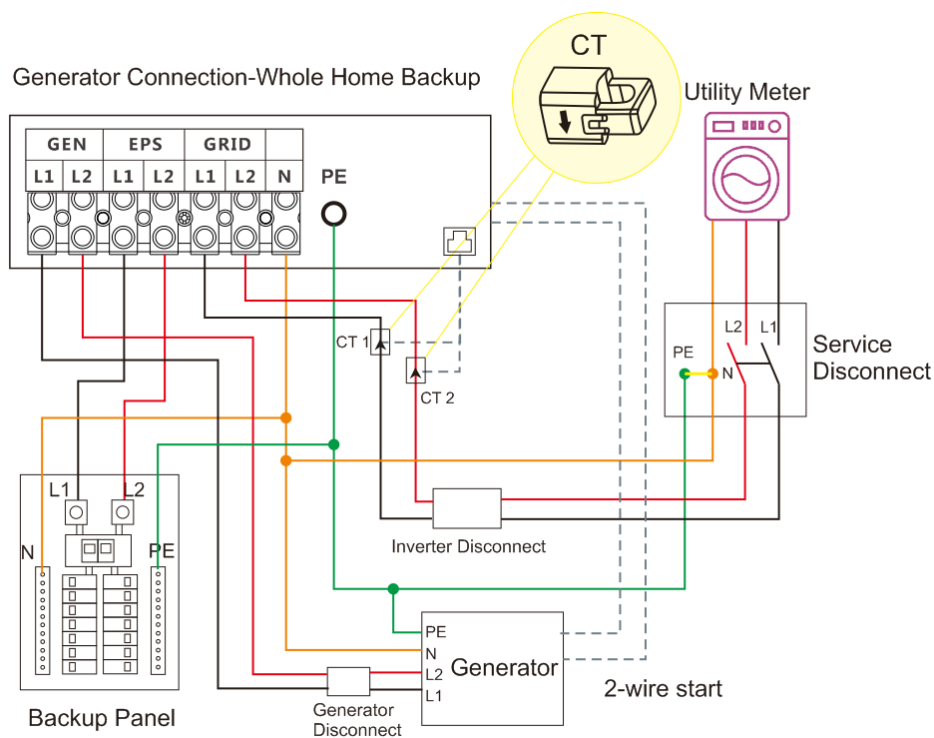 CT
Generator Connection-Whole Home Backup
Utility Meter
GEN EPS GRID
L1 L2 L1 L2 L1 L2 N PE
CT 1
CT 2
L2 L1
PE
N
Service
Disconnect
L1 L2
N PE
Inverter Disconnect
PE
N
L2
L1
Generator
Generator
Disconnect
2-wire start
Backup Panel